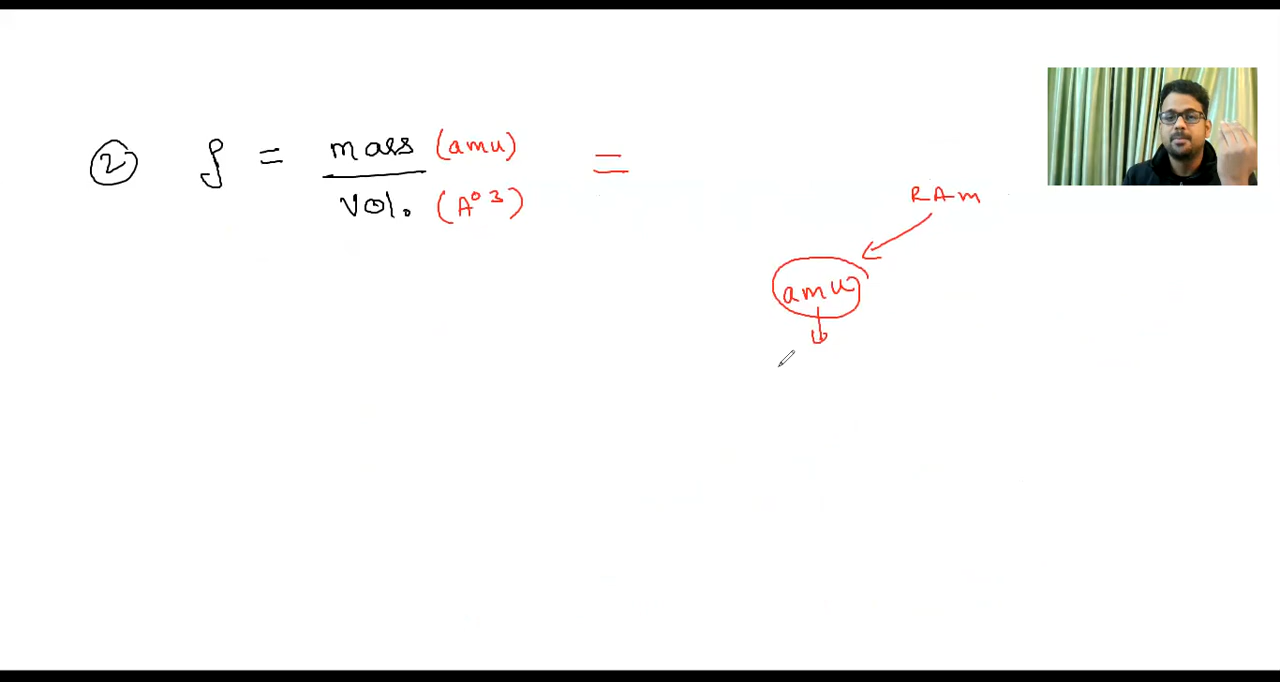 ② ρ = mass (amu) =
vol. (A°3)
RAM
amu